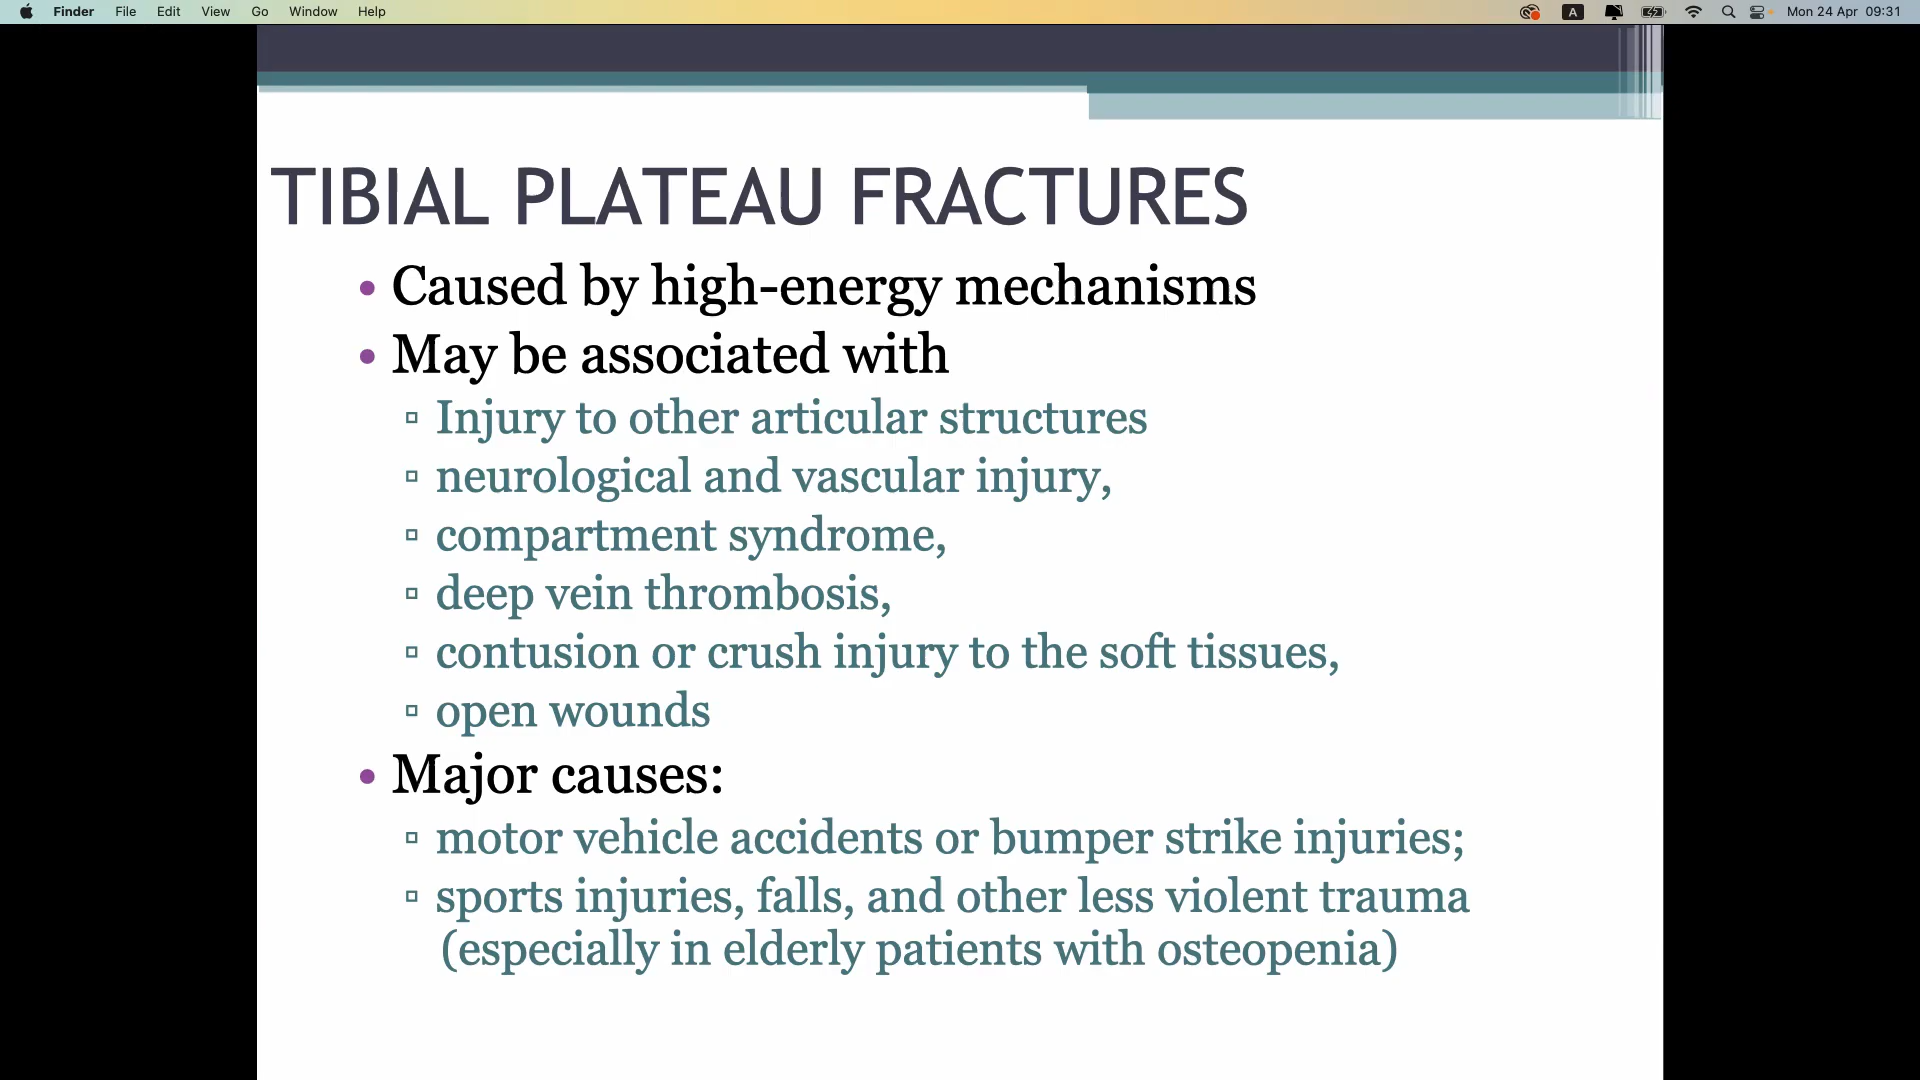 Finder File Edit View Go Window Help A Mon 24 Apr 09:31
TIBIAL PLATEAU FRACTURES
• Caused by high-energy mechanisms
• May be associated with
▫ Injury to other articular structures
▫ neurological and vascular injury,
▫ compartment syndrome,
▫ deep vein thrombosis,
▫ contusion or crush injury to the soft tissues,
▫ open wounds
• Major causes:
▫ motor vehicle accidents or bumper strike injuries;
▫ sports injuries, falls, and other less violent trauma
(especially in elderly patients with osteopenia)